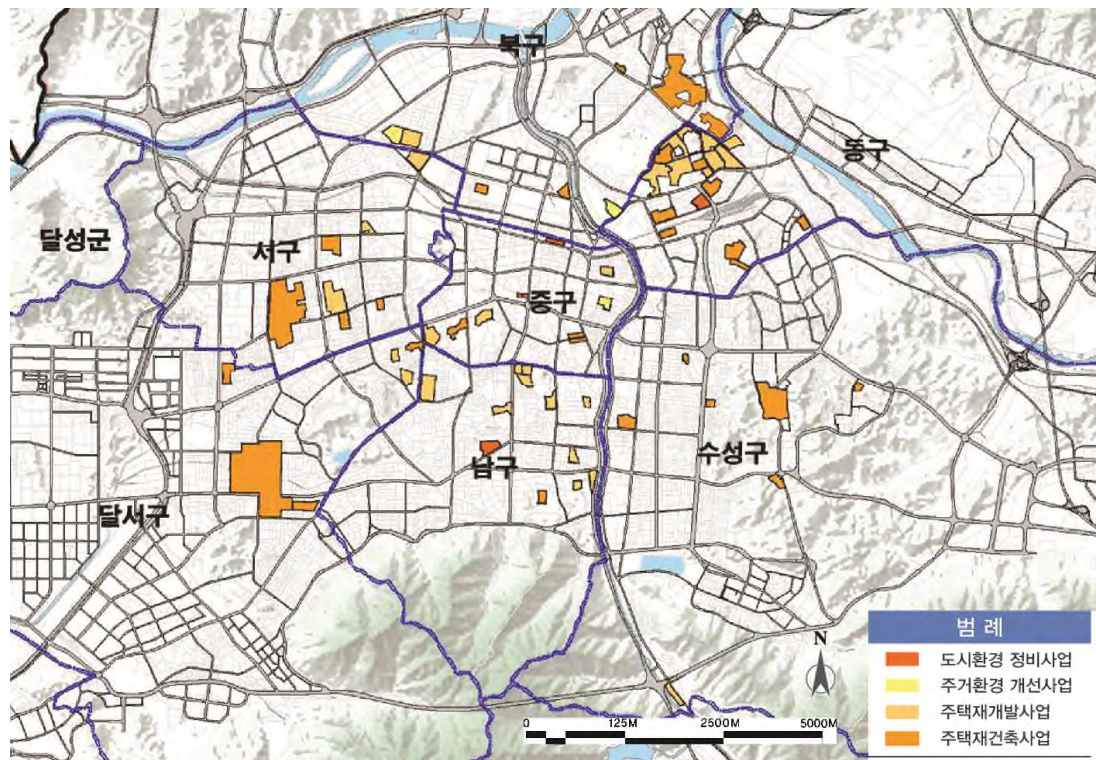 북구
동구
달성군
서구
중구
수성구
남구
달서구
범 례
도시환경 정비사업
주거환경 개선사업
주택재개발사업
주택재건축사업
N
0 125M 2500M 5000M